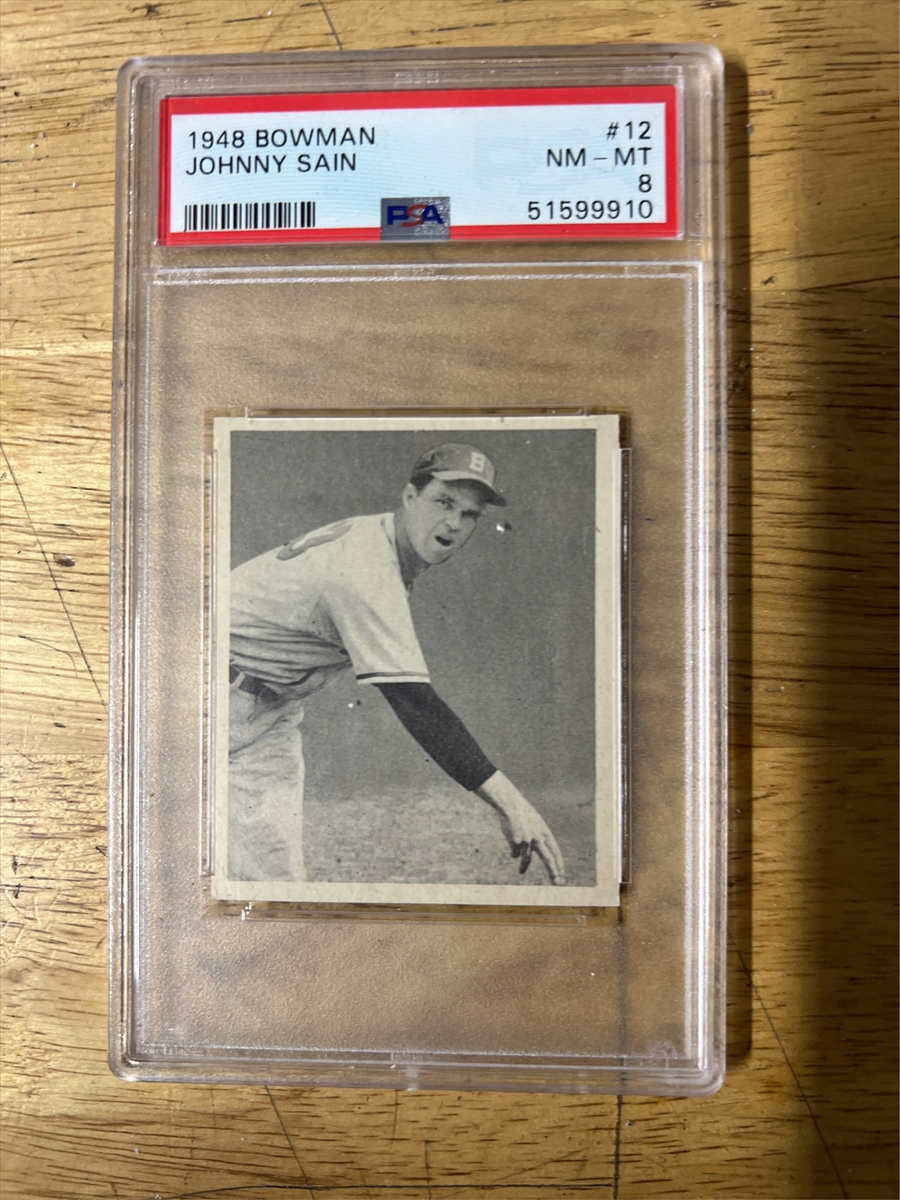 1948 BOWMAN #12
JOHNNY SAIN NM - MT
8
PSA 51599910
B